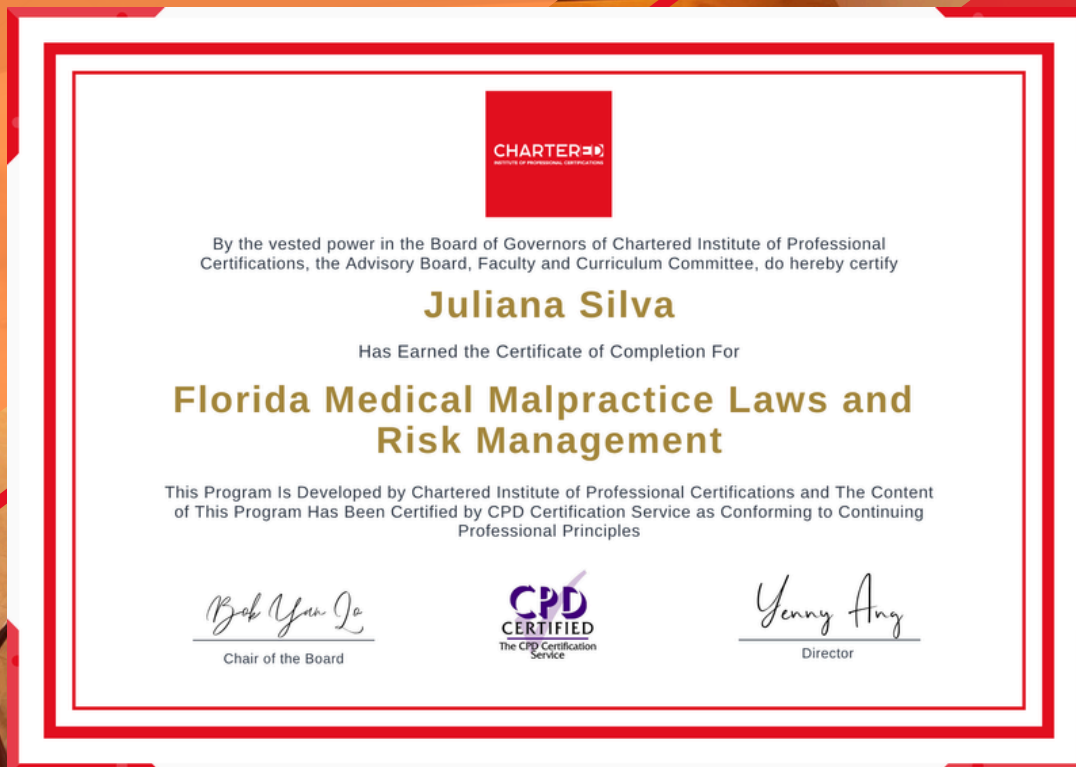 CHARTERED
INSTITUTE OF PROFESSIONAL CERTIFICATIONS
By the vested power in the Board of Governors of Chartered Institute of Professional
Certifications, the Advisory Board, Faculty and Curriculum Committee, do hereby certify
Juliana Silva
Has Earned the Certificate of Completion For
Florida Medical Malpractice Laws and
Risk Management
This Program Is Developed by Chartered Institute of Professional Certifications and The Content
of This Program Has Been Certified by CPD Certification Service as Conforming to Continuing
Professional Principles
Bok Yan Lo
Chair of the Board
CPD
CERTIFIED
The CPD Certification
Service
Yenny Ang
Director